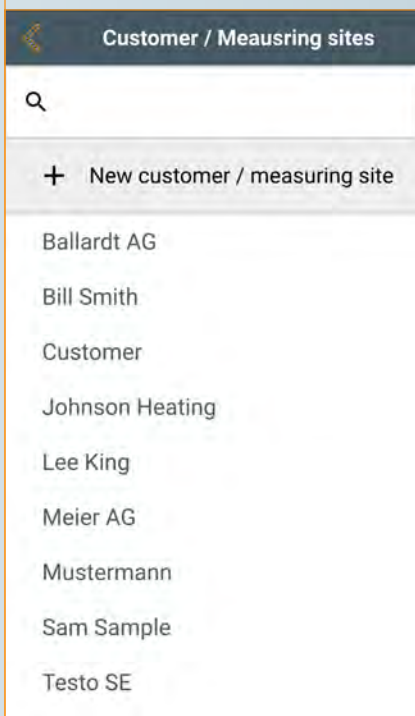 Customer / Meausring sites
+ New customer / measuring site
Ballardt AG
Bill Smith
Customer
Johnson Heating
Lee King
Meier AG
Mustermann
Sam Sample
Testo SE